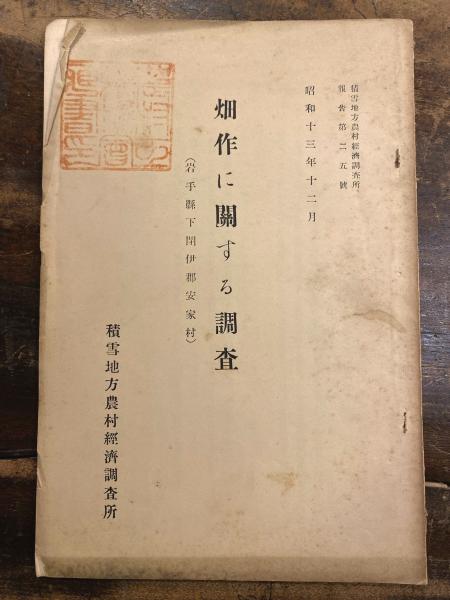 積雪地方農村經濟調査所
報告第二五號
昭和十三年十二月
畑作に關する調査
（岩手縣下閉伊郡安家村）
積雪地方農村經濟調査所